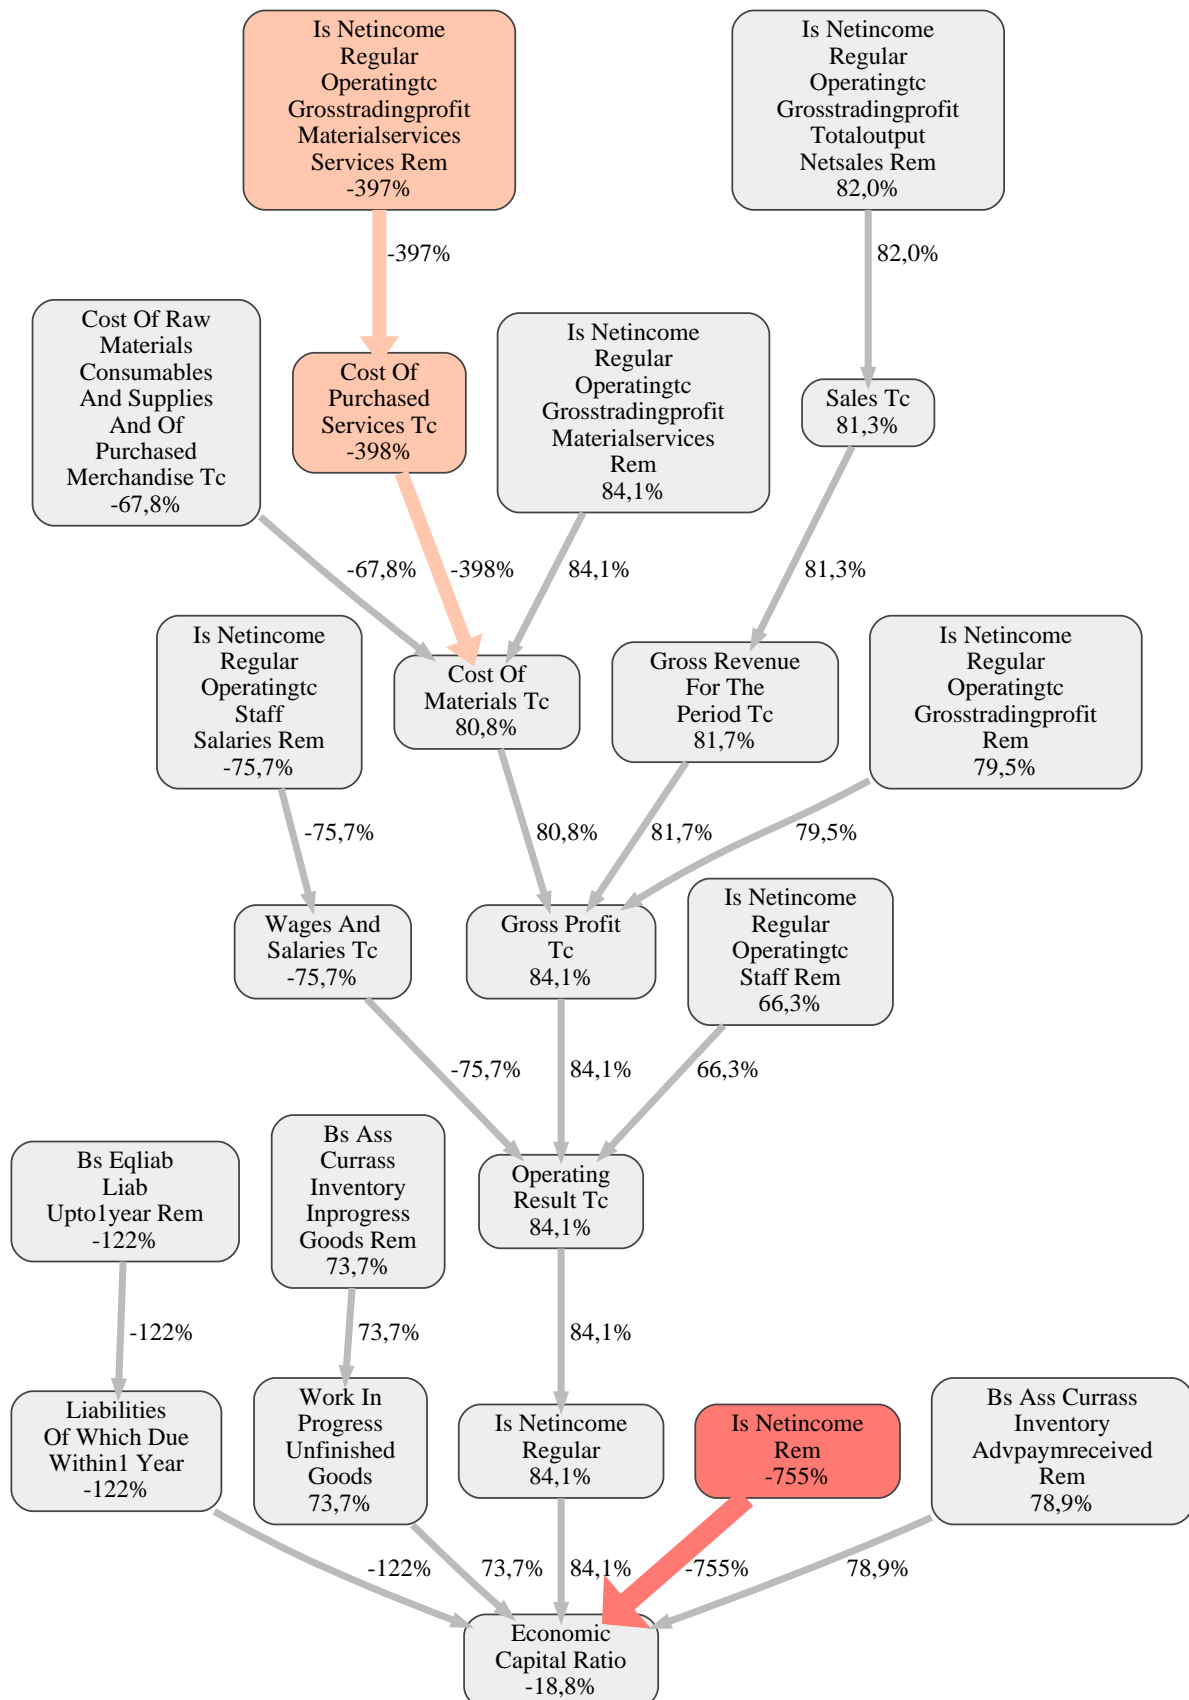 Is Netincome
Regular
Operatingtc
Grosstradingprofit
Materialservices
Services Rem
-397%
Is Netincome
Regular
Operatingtc
Grosstradingprofit
Totaloutput
Netsales Rem
82,0%
-397%
82,0%
Cost Of Raw
Materials
Consumables
And Supplies
And Of
Purchased
Merchandise Tc
-67,8%
Cost Of
Purchased
Services Tc
-398%
Is Netincome
Regular
Operatingtc
Grosstradingprofit
Materialservices
Rem
84,1%
Sales Tc
81,3%
-67,8%
-398%
84,1%
81,3%
Is Netincome
Regular
Operatingtc
Staff
Salaries Rem
-75,7%
Cost Of
Materials Tc
80,8%
Gross Revenue
For The
Period Tc
81,7%
Is Netincome
Regular
Operatingtc
Grosstradingprofit
Rem
79,5%
-75,7%
80,8%
81,7%
79,5%
Wages And
Salaries Tc
-75,7%
Gross Profit
Tc
84,1%
Is Netincome
Regular
Operatingtc
Staff Rem
66,3%
-75,7%
84,1%
66,3%
Bs Eqliab
Liab
Upto1year Rem
-122%
Bs Ass
Currass
Inventory
Inprogress
Goods Rem
73,7%
Operating
Result Tc
84,1%
-122%
73,7%
84,1%
Liabilities
Of Which Due
Within1 Year
-122%
Work In
Progress
Unfinished
Goods
73,7%
Is Netincome
Regular
84,1%
Is Netincome
Rem
-755%
Bs Ass Currass
Inventory
Advpaymreceived
Rem
78,9%
-122%
73,7%
84,1%
-755%
78,9%
Economic
Capital Ratio
-18,8%